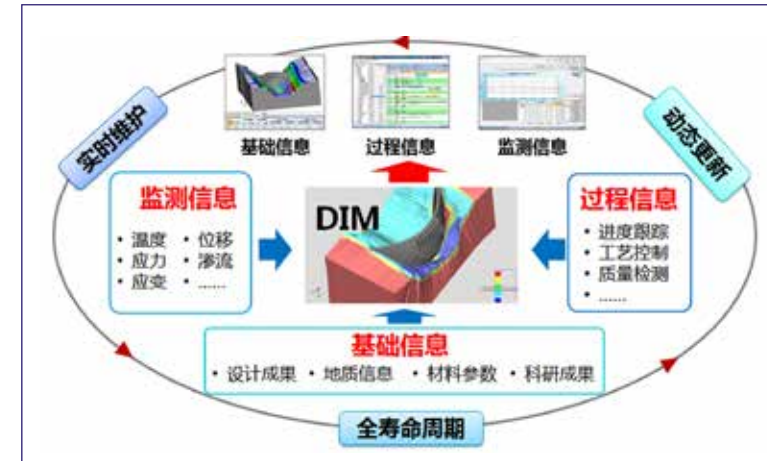 基础信息 过程信息 监测信息
实时维护
动态更新
监测信息
• 温度 • 位移
• 应力 • 渗流
• 应变 • ......
DIM
过程信息
• 进度跟踪
• 工艺控制
• 质量检测
• ......
基础信息
• 设计成果 • 地质信息 • 材料参数 • 科研成果
全寿命周期